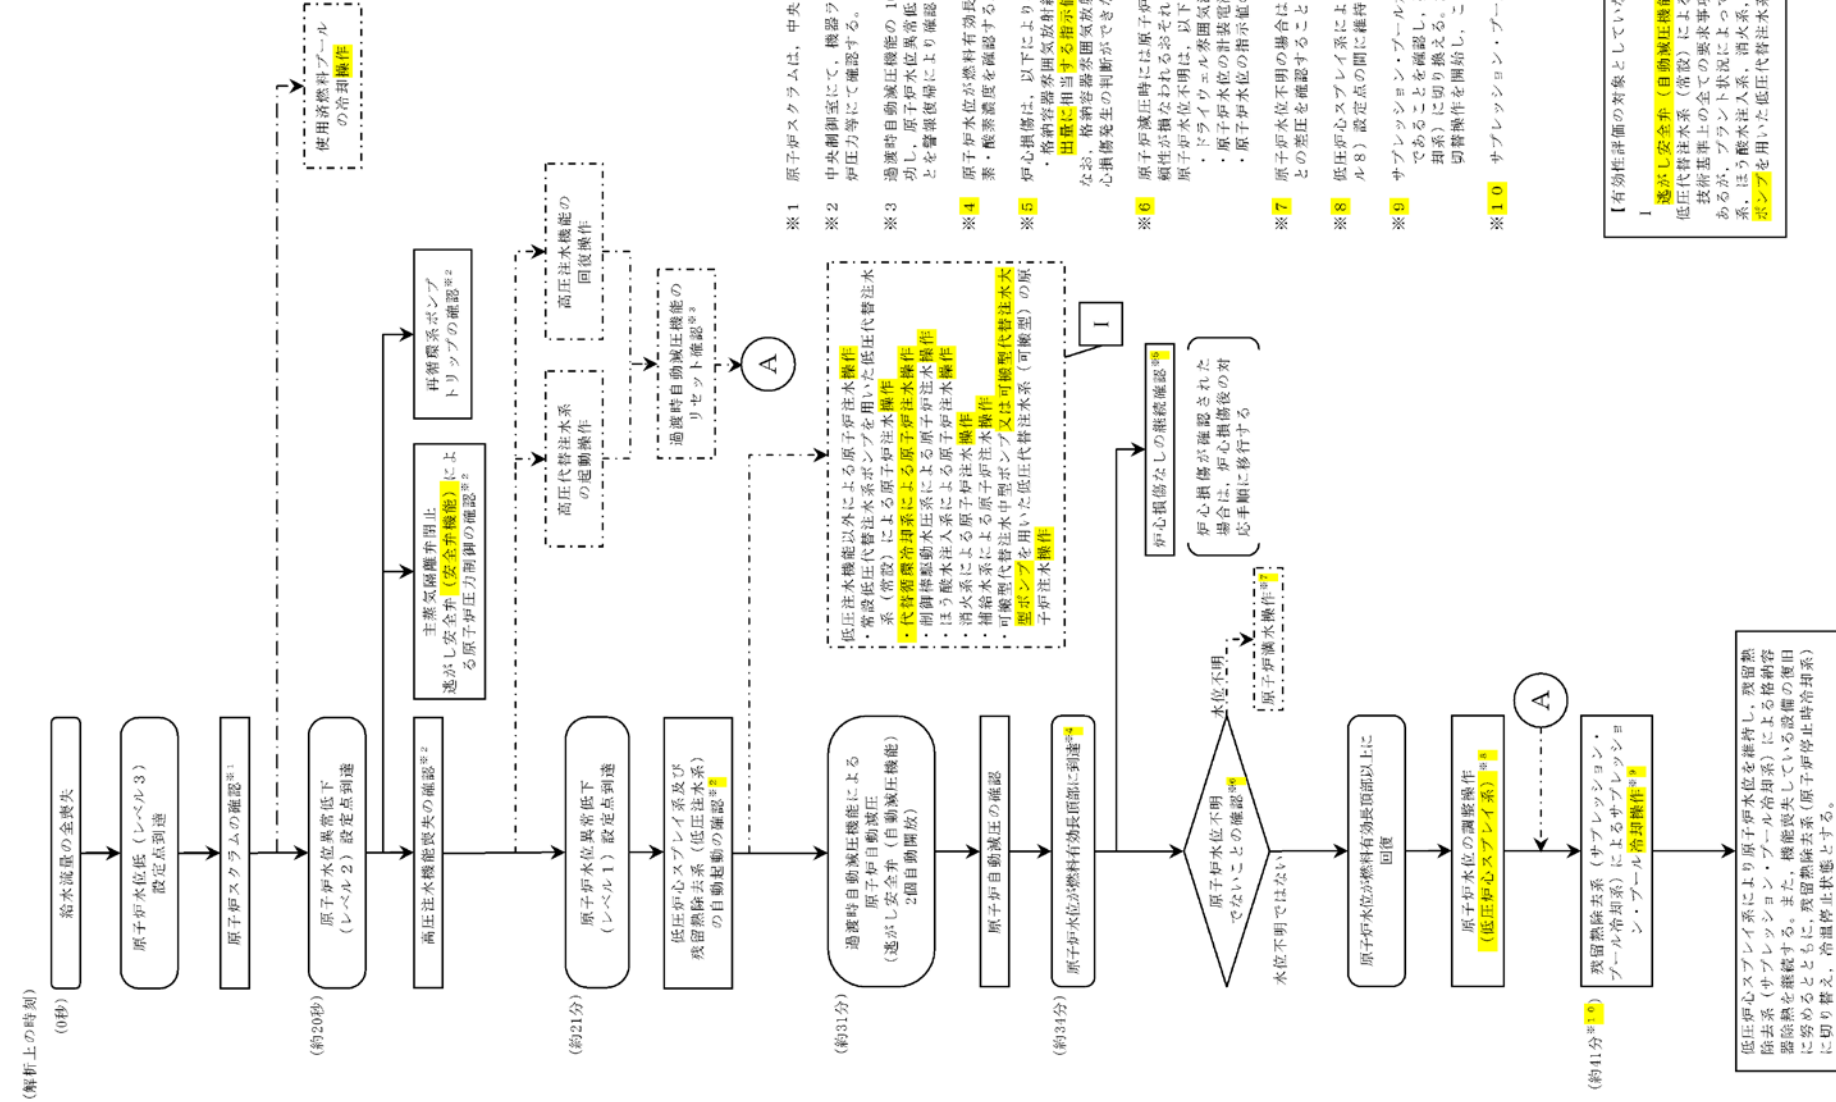 (解析上の時刻)
(0秒)
給水流量の全喪失
原子炉水位低(レベル3)
設定点到達
原子炉スクラムの確認※1
使用済燃料プール
の冷却操作
(約20秒)
原子炉水位異常低下
(レベル2)設定点到達
主蒸気隔離弁閉止
逃がし安全弁(安全弁機能)によ
る原子炉圧力制御の確認※2
再循環系ポンプ
トリップの確認※2
高圧注水機能喪失の確認※2
高圧代替注水系
の起動操作
高圧注水機能の
回復操作
過渡時自動減圧機能の
リセット確認※3
A
(約21分)
原子炉水位異常低下
(レベル1)設定点到達
低圧炉心スプレイ系及び
残留熱除去系(低圧注水系)
の自動起動の確認※2
低圧注水機能以外による原子炉注水操作
・常設低圧代替注水系ポンプを用いた低圧代替注水
系(常設)による原子炉注水操作
・代替循環冷却系による原子炉注水操作
・制御棒駆動水圧系による原子炉注水操作
・ほう酸水注入系による原子炉注水操作
・消火系による原子炉注水操作
・補給水系による原子炉注水操作
・可搬型代替注水中型ポンプ又は可搬型代替注水大
型ポンプを用いた低圧代替注水系(可搬型)の原
子炉注水操作
I
(約31分)
過渡時自動減圧機能による
原子炉自動減圧
(逃がし安全弁(自動減圧機能)
2個自動開放)
原子炉自動減圧の確認
(約34分)
原子炉水位が燃料有効長頂部に到達※4
炉心損傷なしの継続確認※5
炉心損傷が確認された
場合は,炉心損傷後の対
応手順に移行する
原子炉水位不明
でないことの確認※6
水位不明
原子炉満水操作※7
水位不明ではない
原子炉水位が燃料有効長頂部以上に
回復
原子炉水位の調整操作
(低圧炉心スプレイ系)※8
A
(約41分※10)
残留熱除去系(サプレッション・
プール冷却系)によるサプレッショ
ン・プール冷却操作※9
低圧炉心スプレイ系により原子炉水位を維持し,残留熱
除去系(サプレッション・プール冷却系)による格納容
器除熱を継続する。また,機能喪失している設備の復旧
に努めるとともに,残留熱除去系(原子炉停止時冷却系)
に切り替え,冷温停止状態とする。
※1 原子炉スクラムは,中央
※2 中央制御室にて,機器ラ
炉圧力等にて確認する。
※3 過渡時自動減圧機能の
功し,原子炉水位異常低
とを警報復帰により確認
※4 原子炉水位が燃料有効長
素・酸素濃度を確認する
※5 炉心損傷は,以下により
・格納容器雰囲気放射
出量に相当する指示値
なお,格納容器雰囲気放射
心損傷発生の判断ができな
※6 原子炉減圧時には原子炉
頼性が損なわれるおそれ
原子炉水位不明は,以下
・ドライウェル雰囲気
・原子炉水位の計装電
・原子炉水位の指示値
※7 原子炉水位不明の場合は
との差圧を確認すること
※8 低圧炉心スプレイ系によ
ル8)設定点の間に維持
※9 サプレッション・プール
であることを確認し,
却系)に切り換える。
切替操作を開始し,こ
※10 サプレッション・プー
【有効性評価の対象としていな
I
逃がし安全弁(自動減圧機能
低圧代替注水系(常設)による
技術基準上の全ての要求事項
あるが,プラント状況によって
系,ほう酸水注入系,消火系,
ポンプを用いた低圧代替注水系